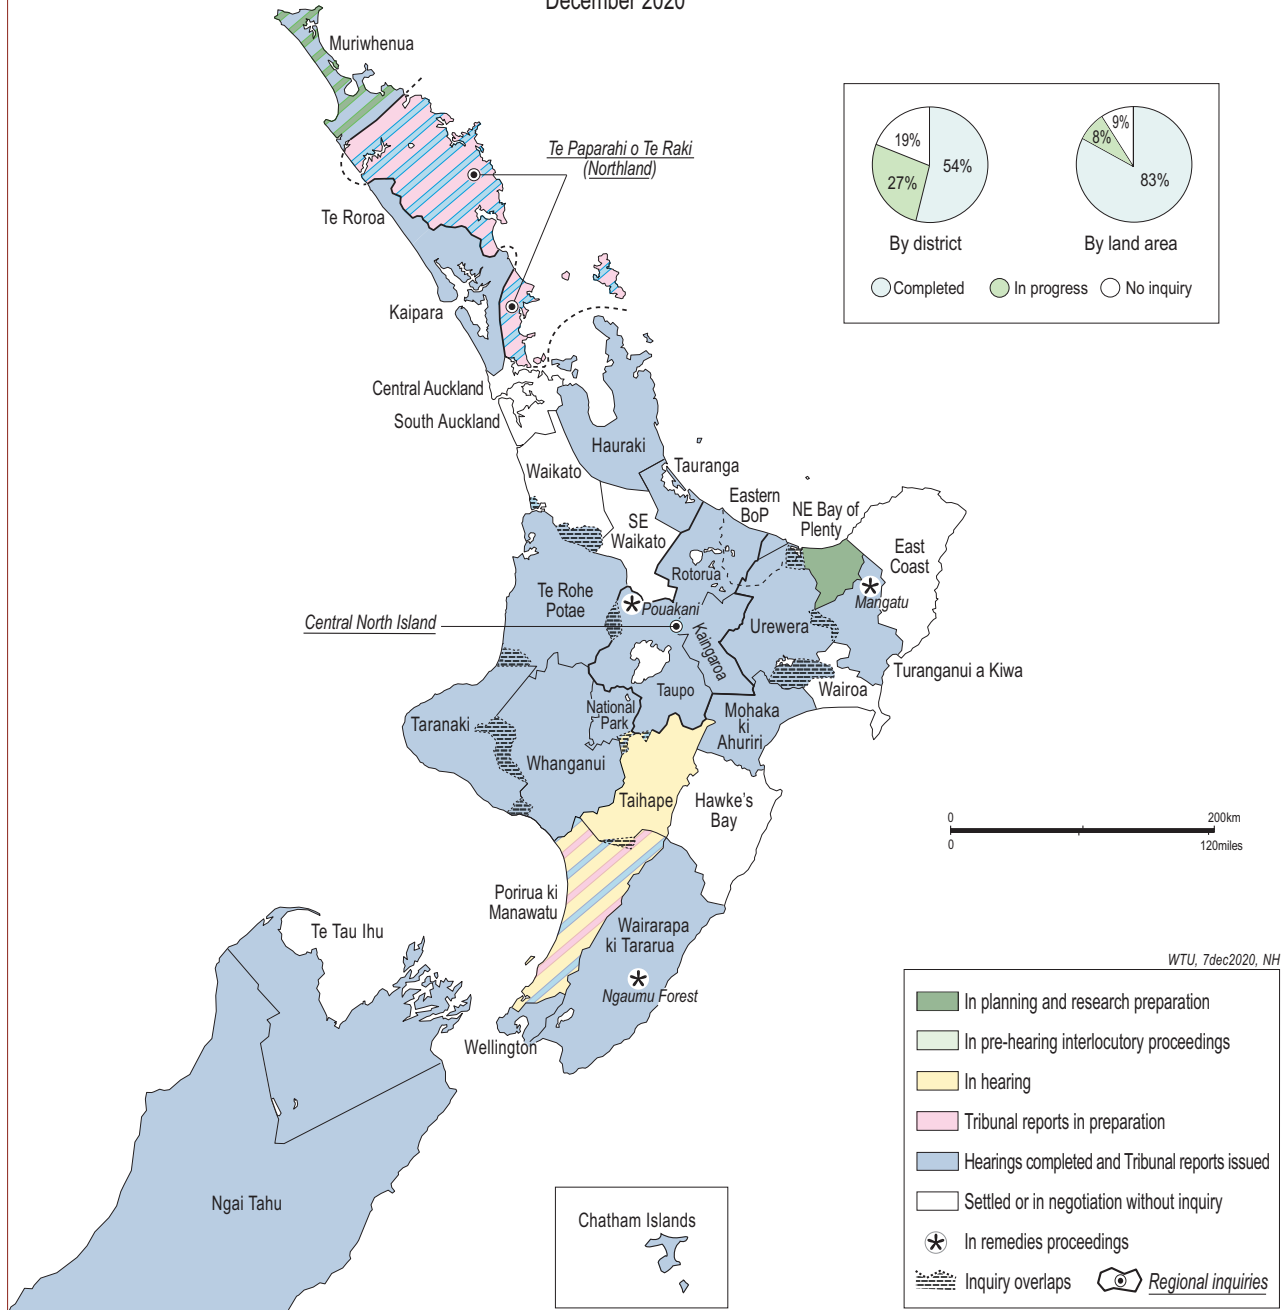 December 2020
Muriwhenua
Te Paparahi o Te Raki
(Northland)
Te Roroa
Kaipara
Central Auckland
South Auckland
Waikato
Hauraki
Tauranga
Eastern
BoP
NE Bay of
Plenty
East
Coast
SE
Waikato
Rotorua
Te Rohe
Potae
Pouakani
Mangatu
Central North Island
Kaingaroa
Urewera
Turanganui a Kiwa
Wairoa
Taupo
National
Park
Mohaka
ki
Ahuriri
Taranaki
Whanganui
Taihape
Hawke's
Bay
Porirua ki
Manawatu
Wairarapa
ki Tararua
Ngaumu Forest
Te Tau Ihu
Wellington
Ngai Tahu
Chatham Islands
19%
54%
27%
By district
9%
8%
83%
By land area
Completed
In progress
No inquiry
0
200km
0
120miles
WTU, 7dec2020, NH
In planning and research preparation
In pre-hearing interlocutory proceedings
In hearing
Tribunal reports in preparation
Hearings completed and Tribunal reports issued
Settled or in negotiation without inquiry
In remedies proceedings
Inquiry overlaps
Regional inquiries